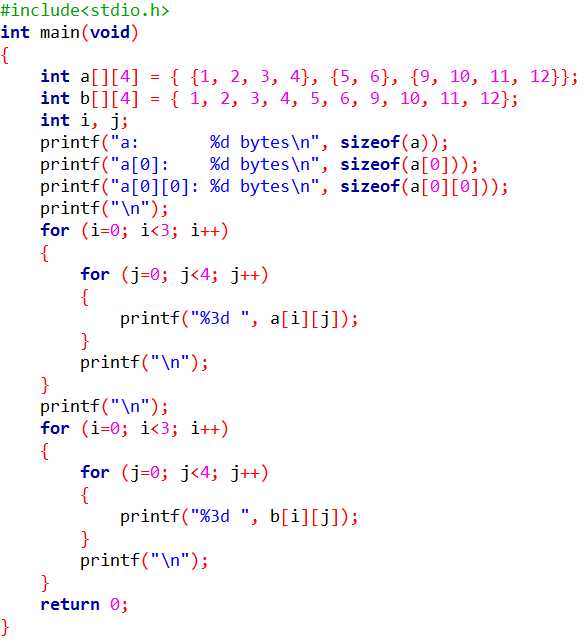 #include<stdio.h>
int main(void)
{
    int a[][4] = { {1, 2, 3, 4}, {5, 6}, {9, 10, 11, 12}};
    int b[][4] = { 1, 2, 3, 4, 5, 6, 9, 10, 11, 12};
    int i, j;
    printf("a:       %d bytes\n", sizeof(a));
    printf("a[0]:    %d bytes\n", sizeof(a[0]));
    printf("a[0][0]: %d bytes\n", sizeof(a[0][0]));
    printf("\n");
    for (i=0; i<3; i++)
    {
        for (j=0; j<4; j++)
        {
            printf("%3d ", a[i][j]);
        }
        printf("\n");
    }
    printf("\n");
    for (i=0; i<3; i++)
    {
        for (j=0; j<4; j++)
        {
            printf("%3d ", b[i][j]);
        }
        printf("\n");
    }
    return 0;
}